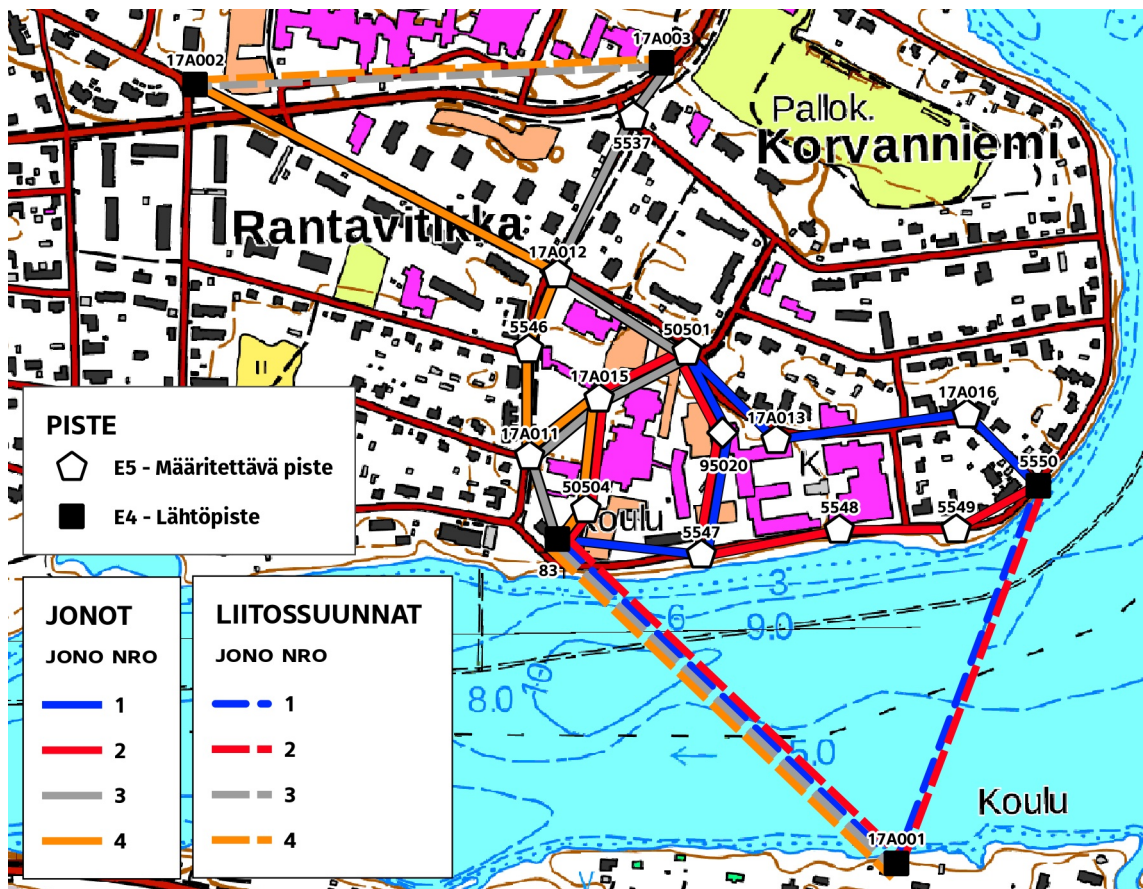 17A003
17A002
Pallok.
Korvanniemi
5537
Rantavitikka
17A012
5546
50501
II
17A015
17A016
17A013
17A011
5550
95020
K
50504
Koulu
5548
5549
5547
83
3
6
9.0
10
8.0
5.0
Koulu
17A001
PISTE
E5 - Määritettävä piste
E4 - Lähtöpiste
JONOT
JONO NRO
1
2
3
4
LIITOSSUUNNAT
JONO NRO
1
2
3
4